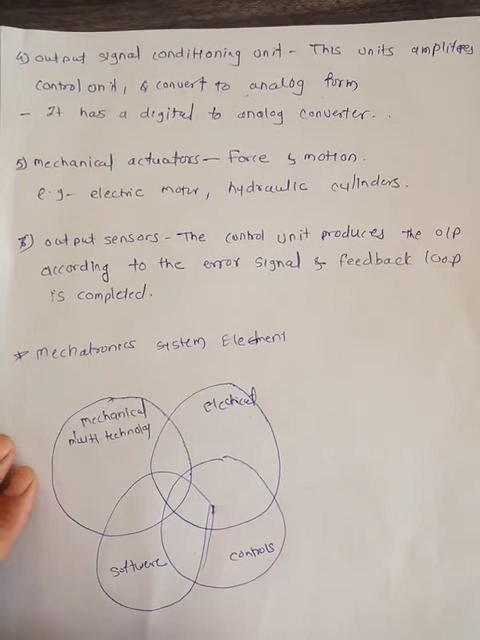 4) output signal conditioning unit - This units amplifies
control unit, & convert to analog form
- It has a digital to analog converter..
5) mechanical actuators - Force & motion.
e.g- electric motor, hydraulic cylinders.
6) output sensors - The control unit produces the O/P
according to the error signal & feedback loop
is completed.
* Mechatronics system Element
mechanical
multi technology
electrical
software
controls